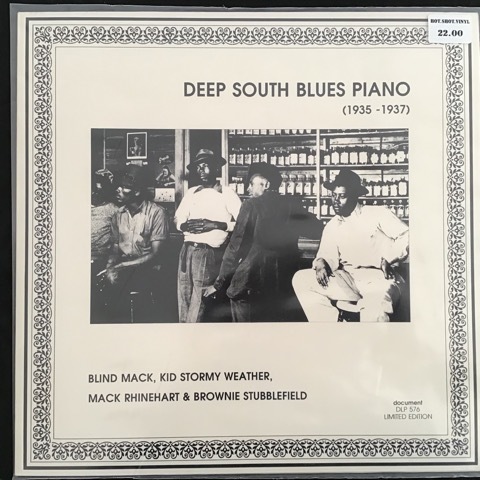 HOT.SHOT.VINYL
22.00
DEEP SOUTH BLUES PIANO
(1935 -1937)
BLIND MACK, KID STORMY WEATHER,
MACK RHINEHART & BROWNIE STUBBLEFIELD
document
DLP 576
LIMITED EDITION